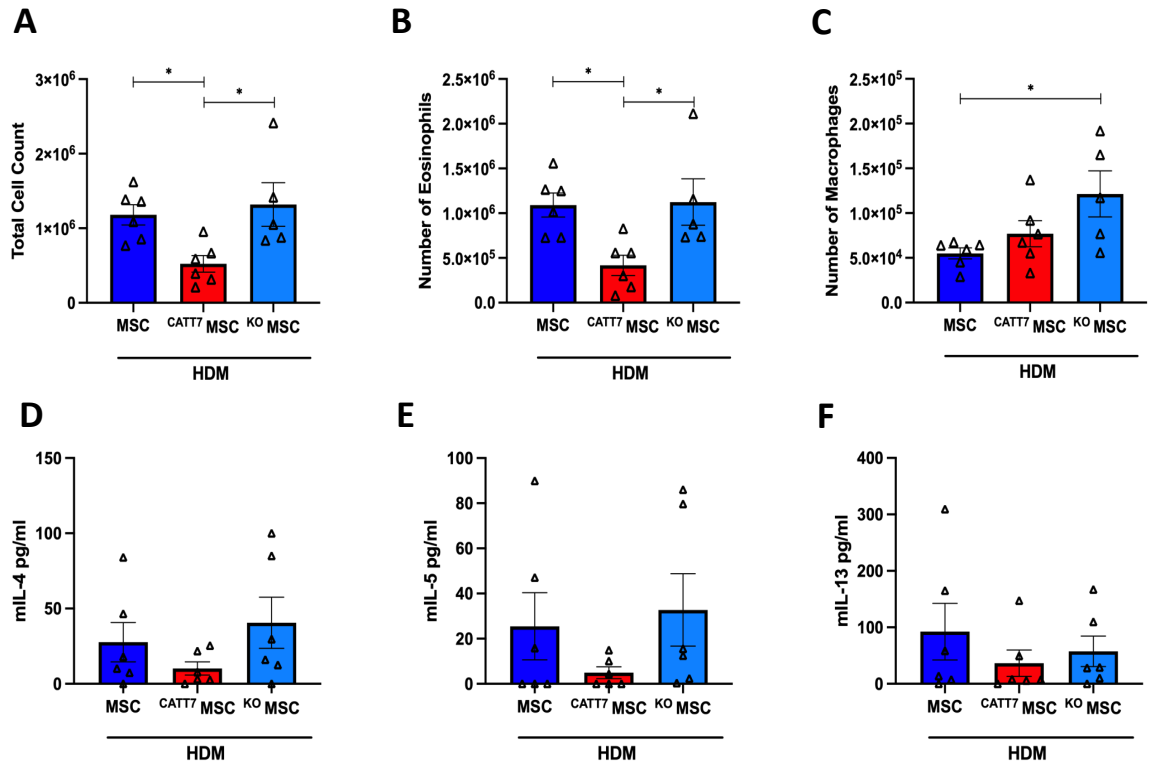 A
B
C
Total Cell Count
3×10⁶
2×10⁶
1×10⁶
0
*
*
MSC
CATT7 MSC
KO MSC
HDM
Number of Eosinophils
2.5×10⁶
2.0×10⁶
1.5×10⁶
1.0×10⁶
5.0×10⁵
0.0
*
*
MSC
CATT7 MSC
KO MSC
HDM
Number of Macrophages
2.5×10⁵
2.0×10⁵
1.5×10⁵
1.0×10⁵
5.0×10⁴
0.0
*
MSC
CATT7 MSC
KO MSC
HDM
D
E
F
mIL-4 pg/ml
150
100
50
0
MSC
CATT7 MSC
KO MSC
HDM
mIL-5 pg/ml
100
80
60
40
20
0
MSC
CATT7 MSC
KO MSC
HDM
mIL-13 pg/ml
400
300
200
100
0
MSC
CATT7 MSC
KO MSC
HDM